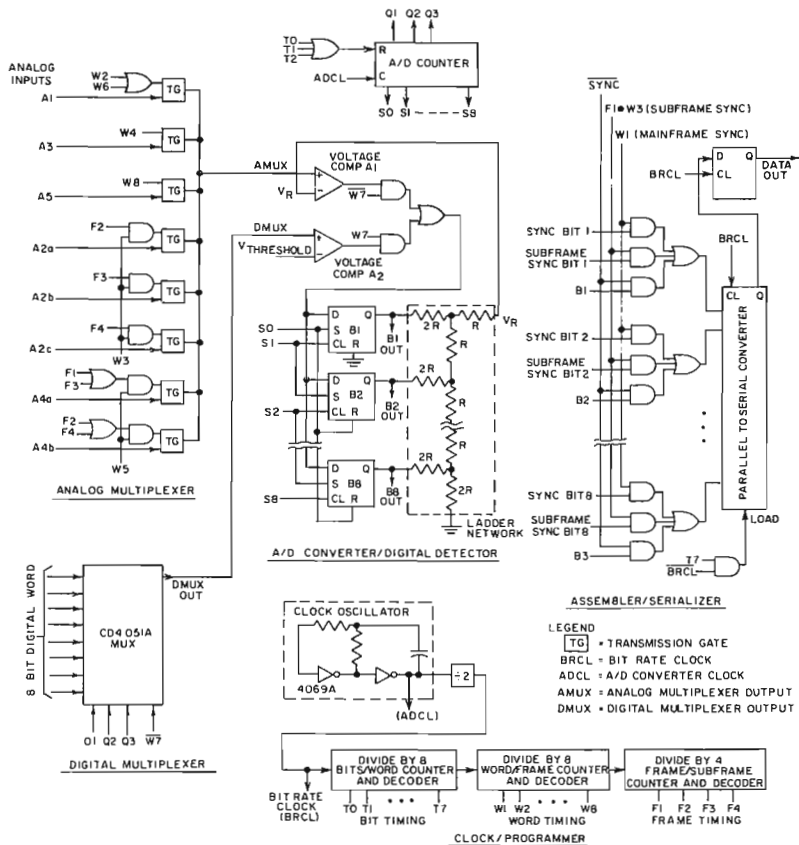 Q1 Q2 Q3
T0
T1
T2
R
A/D COUNTER
ADCL
C
S0 S1 S8
ANALOG
INPUTS
W2
W6
TG
A1
W4
TG
A3
W8
TG
A5
F2
TG
A2a
F3
TG
A2b
F4
TG
A2c
W3
F1
F3
TG
A4a
F2
F4
TG
A4b
W5
ANALOG MULTIPLEXER
AMUX
+
VR
-
VOLTAGE
COMP A1
W7
DMUX
+
VTHRESHOLD
-
W7
VOLTAGE
COMP A2
S0
S1
D Q
S B1
CL R
B1
OUT
2R
R
VR
R
S2
D Q
S B2
CL R
B2
OUT
2R
R
R
S8
D Q
S B8
CL R
B8
OUT
2R
2R
LADDER
NETWORK
A/D CONVERTER/DIGITAL DETECTOR
SYNC
F1•W3 (SUBFRAME SYNC)
W1 (MAINFRAME SYNC)
D Q
CL
BRCL
DATA
OUT
SYNC BIT 1
SUBFRAME
SYNC BIT 1
B1
BRCL
CL Q
PARALLEL TO SERIAL CONVERTER
SYNC BIT 2
SUBFRAME
SYNC BIT 2
B2
SYNC BIT 8
SUBFRAME
SYNC BIT 8
B3
LOAD
T7
BRCL
ASSEMBLER/SERIALIZER
8 BIT DIGITAL WORD
CD4051A
MUX
DMUX
OUT
Q1 Q2 Q3 W7
DIGITAL MULTIPLEXER
CLOCK OSCILLATOR
4069A
(ADCL)
÷2
LEGEND
TG = TRANSMISSION GATE
BRCL = BIT RATE CLOCK
ADCL = A/D CONVERTER CLOCK
AMUX = ANALOG MULTIPLEXER OUTPUT
DMUX = DIGITAL MULTIPLEXER OUTPUT
BIT RATE
CLOCK
(BRCL)
DIVIDE BY 8
BITS/WORD COUNTER
AND DECODER
T0 T1 • • • T7
BIT TIMING
DIVIDE BY 8
WORD/FRAME COUNTER
AND DECODER
W1 W2 • • • W8
WORD TIMING
DIVIDE BY 4
FRAME/SUBFRAME
COUNTER AND DECODER
F1 F2 F3 F4
FRAME TIMING
CLOCK/PROGRAMMER